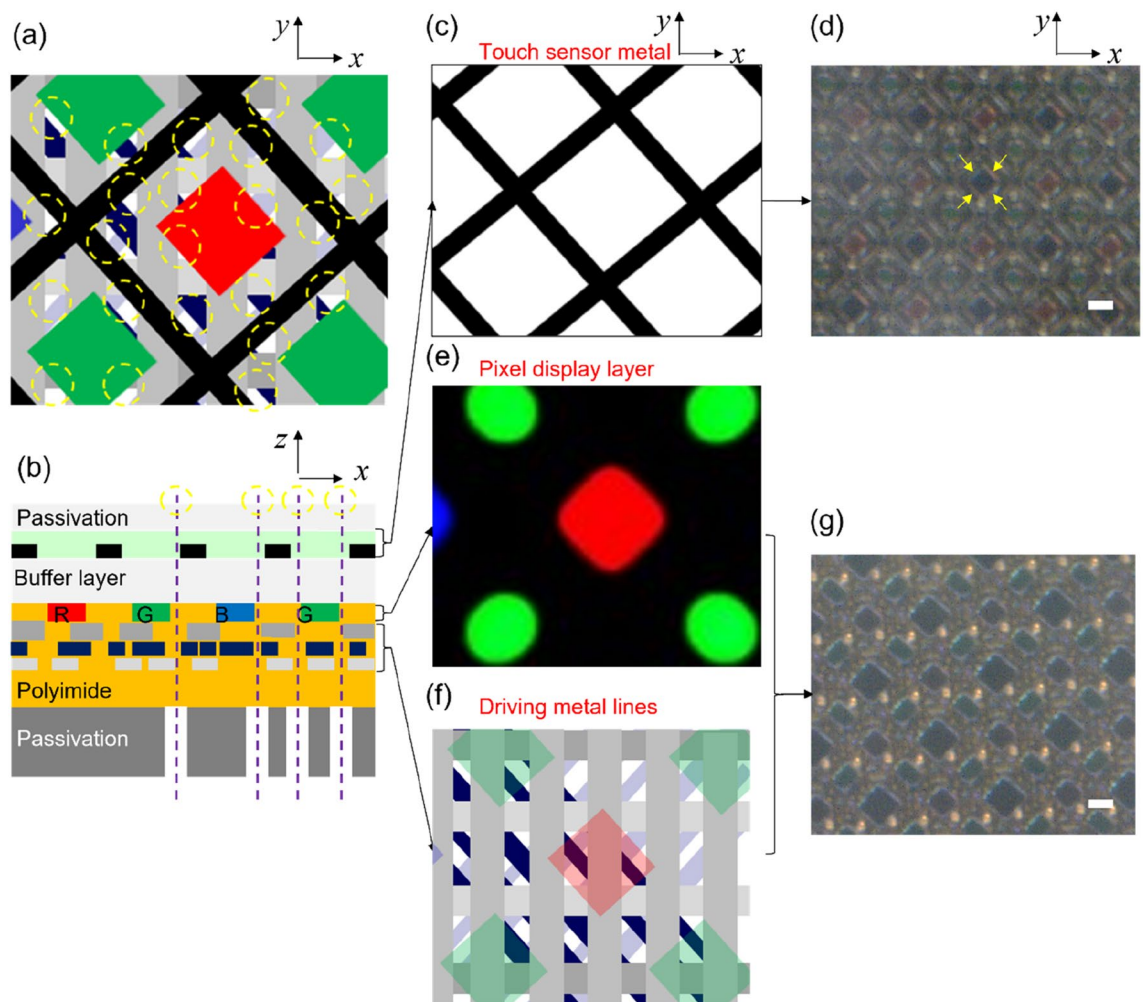 (a)
y
x
(c)
y
x
Touch sensor metal
(d)
y
x
(e)
Pixel display layer
(b)
z
x
Passivation
Buffer layer
R G B G
Polyimide
Passivation
(f)
Driving metal lines
(g)